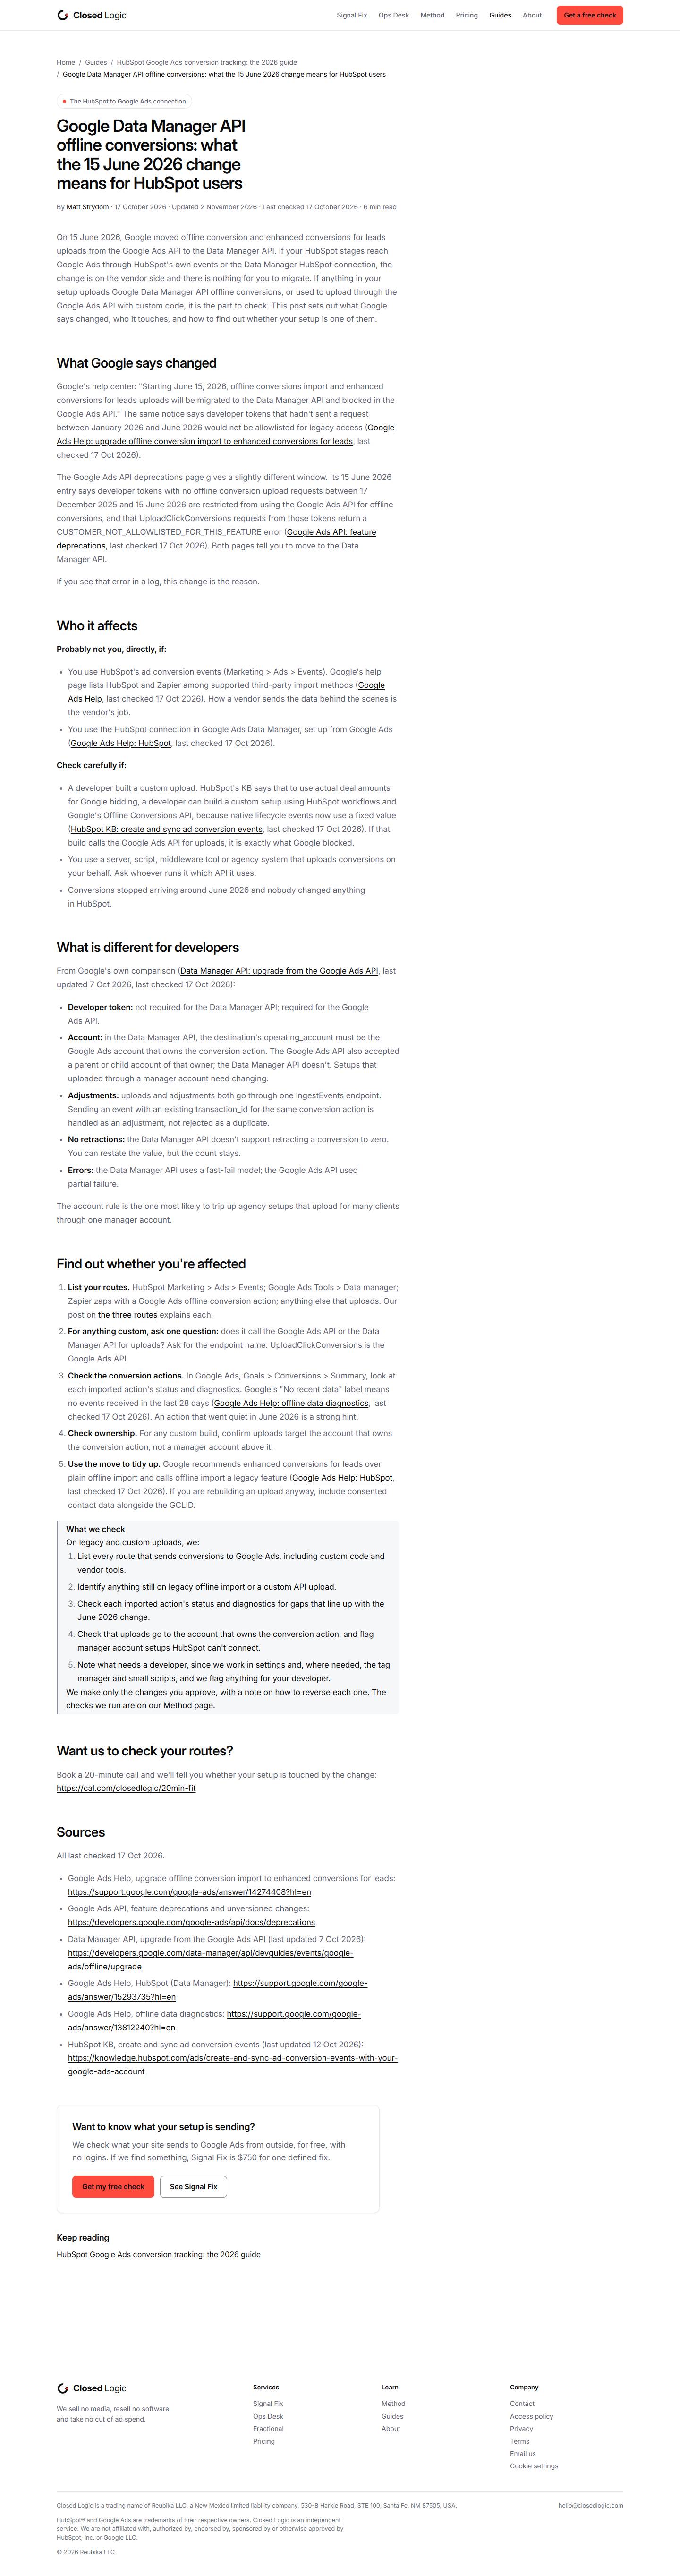 Closed Logic
Signal Fix
Ops Desk
Method
Pricing
Guides
About
Get a free check
Home / Guides / HubSpot Google Ads conversion tracking: the 2026 guide
/ Google Data Manager API offline conversions: what the 15 June 2026 change means for HubSpot users
The HubSpot to Google Ads connection
Google Data Manager API
offline conversions: what
the 15 June 2026 change
means for HubSpot users
By Matt Strydom · 17 October 2026 · Updated 2 November 2026 · Last checked 17 October 2026 · 6 min read
On 15 June 2026, Google moved offline conversion and enhanced conversions for leads
uploads from the Google Ads API to the Data Manager API. If your HubSpot stages reach
Google Ads through HubSpot's own events or the Data Manager HubSpot connection, the
change is on the vendor side and there is nothing for you to migrate. If anything in your
setup uploads Google Data Manager API offline conversions, or used to upload through the
Google Ads API with custom code, it is the part to check. This post sets out what Google
says changed, who it touches, and how to find out whether your setup is one of them.
What Google says changed
Google's help center: "Starting June 15, 2026, offline conversions import and enhanced
conversions for leads uploads will be migrated to the Data Manager API and blocked in the
Google Ads API." The same notice says developer tokens that hadn't sent a request
between January 2026 and June 2026 would not be allowlisted for legacy access (Google
Ads Help: upgrade offline conversion import to enhanced conversions for leads, last
checked 17 Oct 2026).
The Google Ads API deprecations page gives a slightly different window. Its 15 June 2026
entry says developer tokens with no offline conversion upload requests between 17
December 2025 and 15 June 2026 are restricted from using the Google Ads API for offline
conversions, and that UploadClickConversions requests from those tokens return a
CUSTOMER_NOT_ALLOWLISTED_FOR_THIS_FEATURE error (Google Ads API: feature
deprecations, last checked 17 Oct 2026). Both pages tell you to move to the Data
Manager API.
If you see that error in a log, this change is the reason.
Who it affects
Probably not you, directly, if:
• You use HubSpot's ad conversion events (Marketing > Ads > Events). Google's help
page lists HubSpot and Zapier among supported third-party import methods (Google
Ads Help, last checked 17 Oct 2026). How a vendor sends the data behind the scenes is
the vendor's job.
• You use the HubSpot connection in Google Ads Data Manager, set up from Google Ads
(Google Ads Help: HubSpot, last checked 17 Oct 2026).
Check carefully if:
• A developer built a custom upload. HubSpot's KB says that to use actual deal amounts
for Google bidding, a developer can build a custom setup using HubSpot workflows and
Google's Offline Conversions API, because native lifecycle events now use a fixed value
(HubSpot KB: create and sync ad conversion events, last checked 17 Oct 2026). If that
build calls the Google Ads API for uploads, it is exactly what Google blocked.
• You use a server, script, middleware tool or agency system that uploads conversions on
your behalf. Ask whoever runs it which API it uses.
• Conversions stopped arriving around June 2026 and nobody changed anything
in HubSpot.
What is different for developers
From Google's own comparison (Data Manager API: upgrade from the Google Ads API, last
updated 7 Oct 2026, last checked 17 Oct 2026):
• Developer token: not required for the Data Manager API; required for the Google
Ads API.
• Account: in the Data Manager API, the destination's operating_account must be the
Google Ads account that owns the conversion action. The Google Ads API also accepted
a parent or child account of that owner; the Data Manager API doesn't. Setups that
uploaded through a manager account need changing.
• Adjustments: uploads and adjustments both go through one IngestEvents endpoint.
Sending an event with an existing transaction_id for the same conversion action is
handled as an adjustment, not rejected as a duplicate.
• No retractions: the Data Manager API doesn't support retracting a conversion to zero.
You can restate the value, but the count stays.
• Errors: the Data Manager API uses a fast-fail model; the Google Ads API used
partial failure.
The account rule is the one most likely to trip up agency setups that upload for many clients
through one manager account.
Find out whether you're affected
1. List your routes. HubSpot Marketing > Ads > Events; Google Ads Tools > Data manager;
Zapier zaps with a Google Ads offline conversion action; anything else that uploads. Our
post on the three routes explains each.
2. For anything custom, ask one question: does it call the Google Ads API or the Data
Manager API for uploads? Ask for the endpoint name. UploadClickConversions is the
Google Ads API.
3. Check the conversion actions. In Google Ads, Goals > Conversions > Summary, look at
each imported action's status and diagnostics. Google's "No recent data" label means
no events received in the last 28 days (Google Ads Help: offline data diagnostics, last
checked 17 Oct 2026). An action that went quiet in June 2026 is a strong hint.
4. Check ownership. For any custom build, confirm uploads target the account that owns
the conversion action, not a manager account above it.
5. Use the move to tidy up. Google recommends enhanced conversions for leads over
plain offline import and calls offline import a legacy feature (Google Ads Help: HubSpot,
last checked 17 Oct 2026). If you are rebuilding an upload anyway, include consented
contact data alongside the GCLID.
What we check
On legacy and custom uploads, we:
1. List every route that sends conversions to Google Ads, including custom code and
vendor tools.
2. Identify anything still on legacy offline import or a custom API upload.
3. Check each imported action's status and diagnostics for gaps that line up with the
June 2026 change.
4. Check that uploads go to the account that owns the conversion action, and flag
manager account setups HubSpot can't connect.
5. Note what needs a developer, since we work in settings and, where needed, the tag
manager and small scripts, and we flag anything for your developer.
We make only the changes you approve, with a note on how to reverse each one. The
checks we run are on our Method page.
Want us to check your routes?
Book a 20-minute call and we'll tell you whether your setup is touched by the change:
https://cal.com/closedlogic/20min-fit
Sources
All last checked 17 Oct 2026.
• Google Ads Help, upgrade offline conversion import to enhanced conversions for leads:
https://support.google.com/google-ads/answer/14274408?hl=en
• Google Ads API, feature deprecations and unversioned changes:
https://developers.google.com/google-ads/api/docs/deprecations
• Data Manager API, upgrade from the Google Ads API (last updated 7 Oct 2026):
https://developers.google.com/data-manager/api/devguides/events/google-
ads/offline/upgrade
• Google Ads Help, HubSpot (Data Manager): https://support.google.com/google-
ads/answer/15293735?hl=en
• Google Ads Help, offline data diagnostics: https://support.google.com/google-
ads/answer/13812240?hl=en
• HubSpot KB, create and sync ad conversion events (last updated 12 Oct 2026):
https://knowledge.hubspot.com/ads/create-and-sync-ad-conversion-events-with-your-
google-ads-account
Want to know what your setup is sending?
We check what your site sends to Google Ads from outside, for free, with
no logins. If we find something, Signal Fix is $750 for one defined fix.
Get my free check
See Signal Fix
Keep reading
HubSpot Google Ads conversion tracking: the 2026 guide
Closed Logic
We sell no media, resell no software
and take no cut of ad spend.
Services
Signal Fix
Ops Desk
Fractional
Pricing
Learn
Method
Guides
About
Company
Contact
Access policy
Privacy
Terms
Email us
Cookie settings
Closed Logic is a trading name of Reubika LLC, a New Mexico limited liability company, 530-B Harkle Road, STE 100, Santa Fe, NM 87505, USA.
hello@closedlogic.com
HubSpot® and Google Ads are trademarks of their respective owners. Closed Logic is an independent
service. We are not affiliated with, authorized by, endorsed by, sponsored by or otherwise approved by
HubSpot, Inc. or Google LLC.
© 2026 Reubika LLC